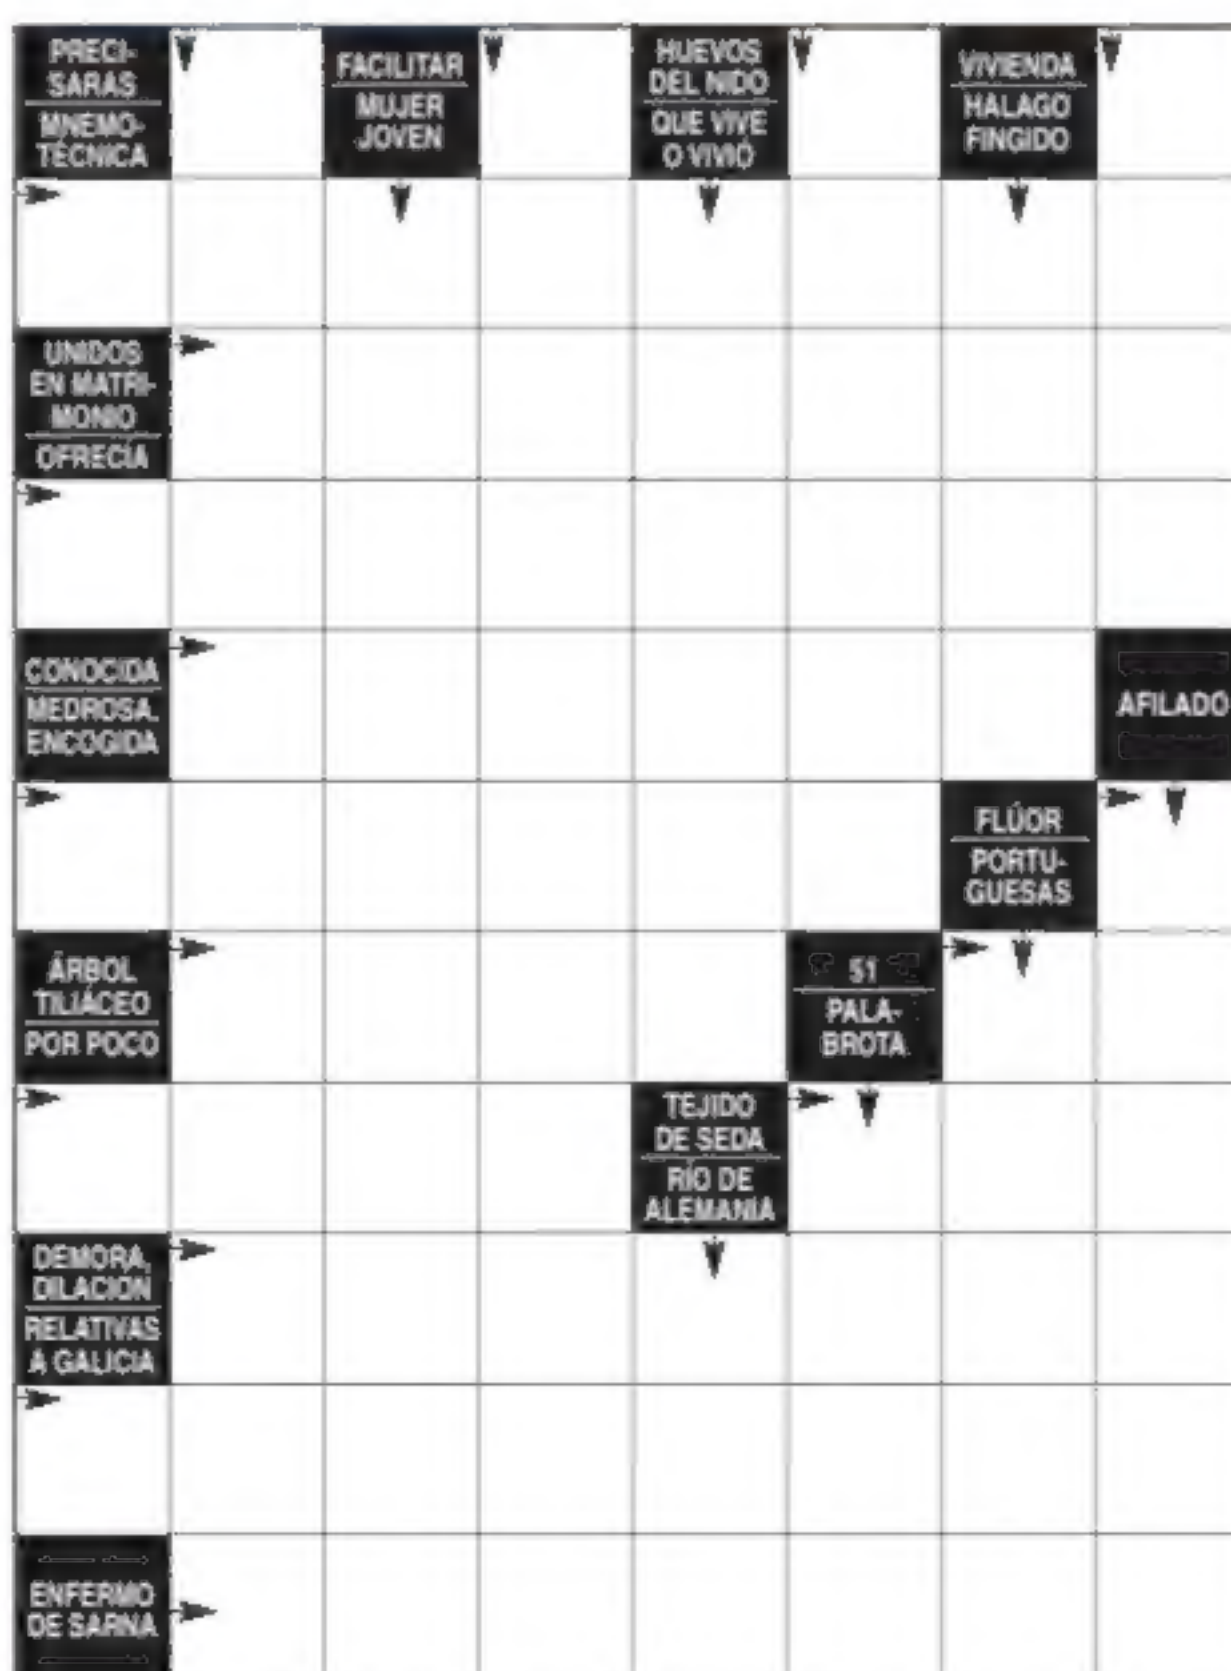 PRECI-
SARAS
MNEMO-
TÉCNICA
FACILITAR
MUJER
JOVEN
HUEVOS
DEL NIDO
QUE VIVE
O VIVIÓ
VIVIENDA
HALAGO
FINGIDO
UNIDOS
EN MATRI-
MONIO
OFRECÍA
CONOCIDA
MEDROSA,
ENCOGIDA
AFILADO
FLÚOR
PORTU-
GUESAS
ÁRBOL
TILIÁCEO
POR POCO
51
PALA-
BROTA
TEJIDO
DE SEDA
RÍO DE
ALEMANIA
DEMORA,
DILACIÓN
RELATIVAS
A GALICIA
ENFERMO
DE SARNA